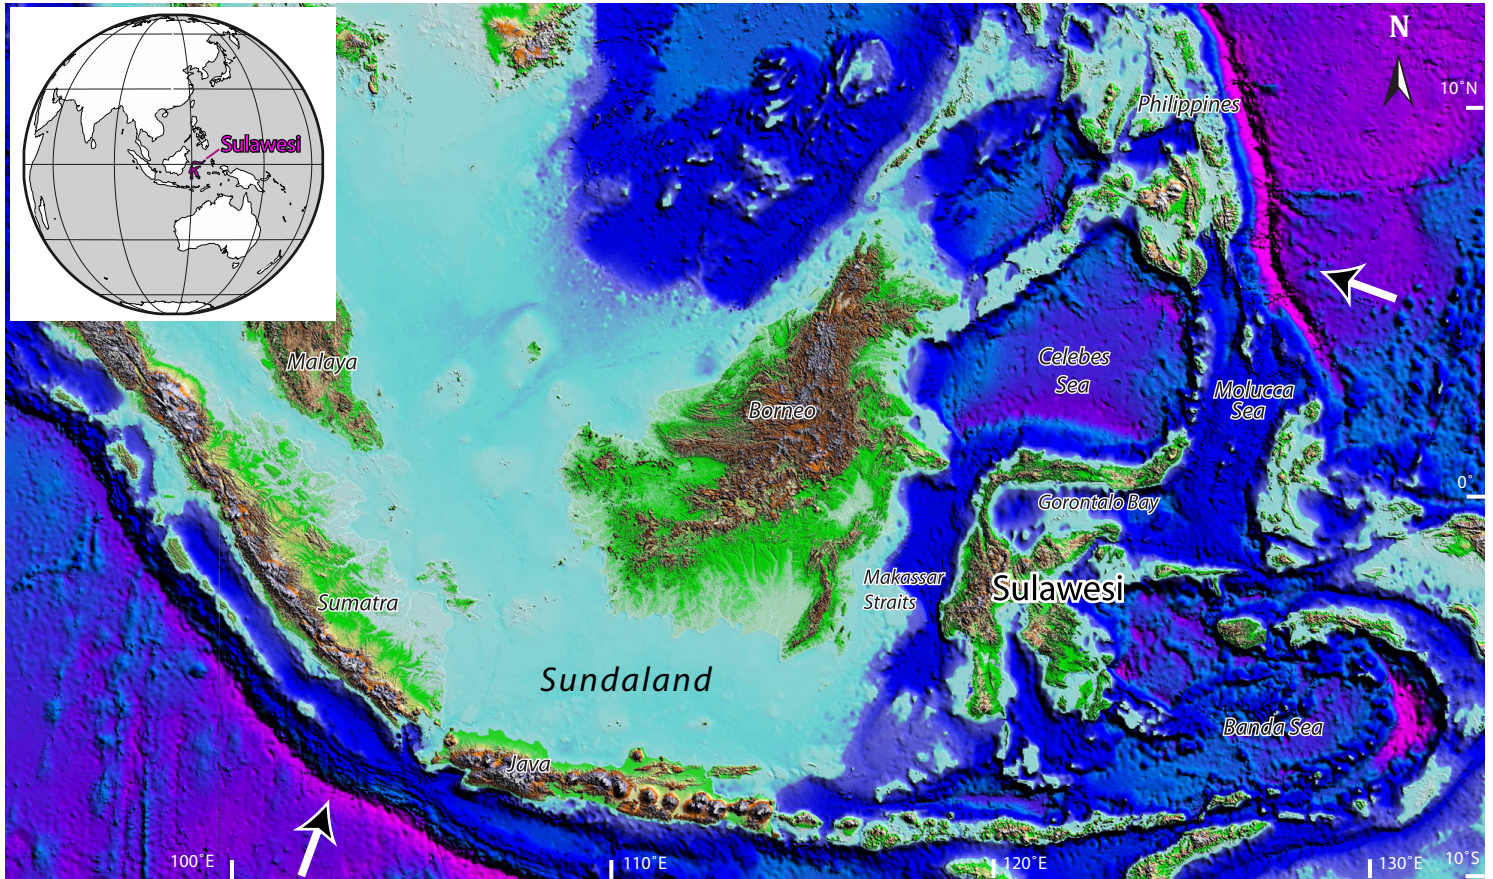 N
10°N
Philippines
Sulawesi
Malaya
Celebes
Sea
Molucca
Sea
Borneo
0°
Gorontalo Bay
Makassar
Straits
Sulawesi
Sumatra
Sundaland
Banda Sea
Java
100°E
110°E
120°E
130°E
10°S